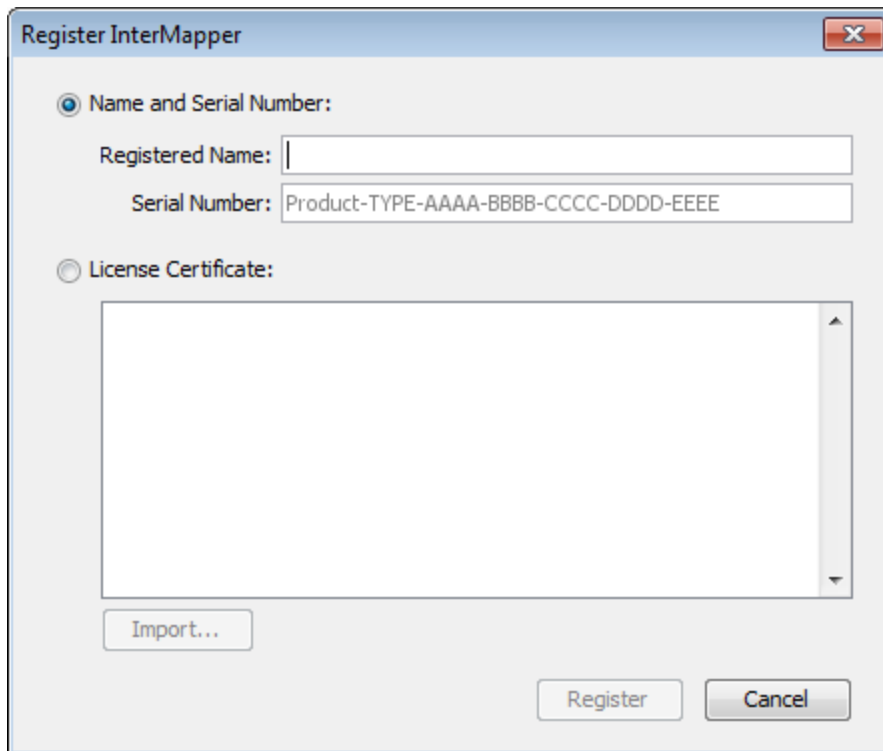 Register InterMapper
Name and Serial Number:
Registered Name:
Serial Number: Product-TYPE-AAAA-BBBB-CCCC-DDDD-EEEE
License Certificate:
Import...
Register Cancel